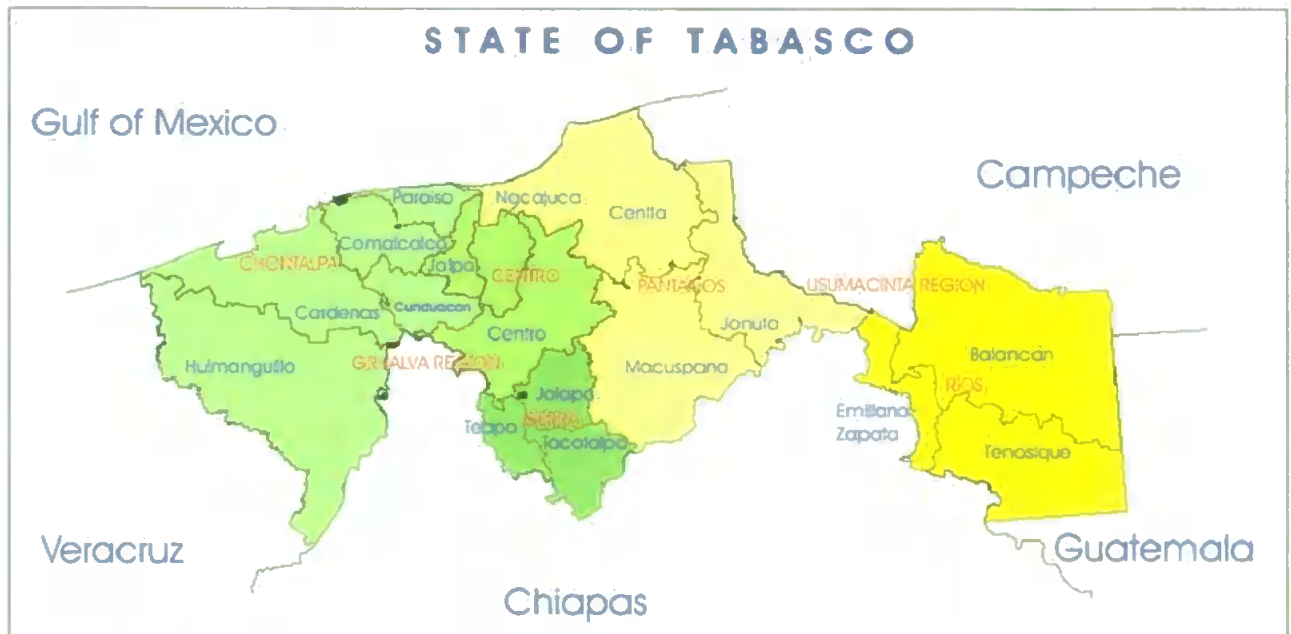 STATE OF TABASCO
Gulf of Mexico
Campeche
Paraiso
Nacajuca
Centla
Comalcalco
CHONTALPA
Jalpa
CENTRO
PANTANOS
USUMACINTA REGION
Cardenas
Cunduacan
Centro
Jonuta
Huimanguillo
GRIJALVA REGION
Macuspana
Balancán
Jalapa
RÍOS
Emiliano
Zapata
Teapa
SIERRA
Tacotalpa
Tenosique
Veracruz
Guatemala
Chiapas